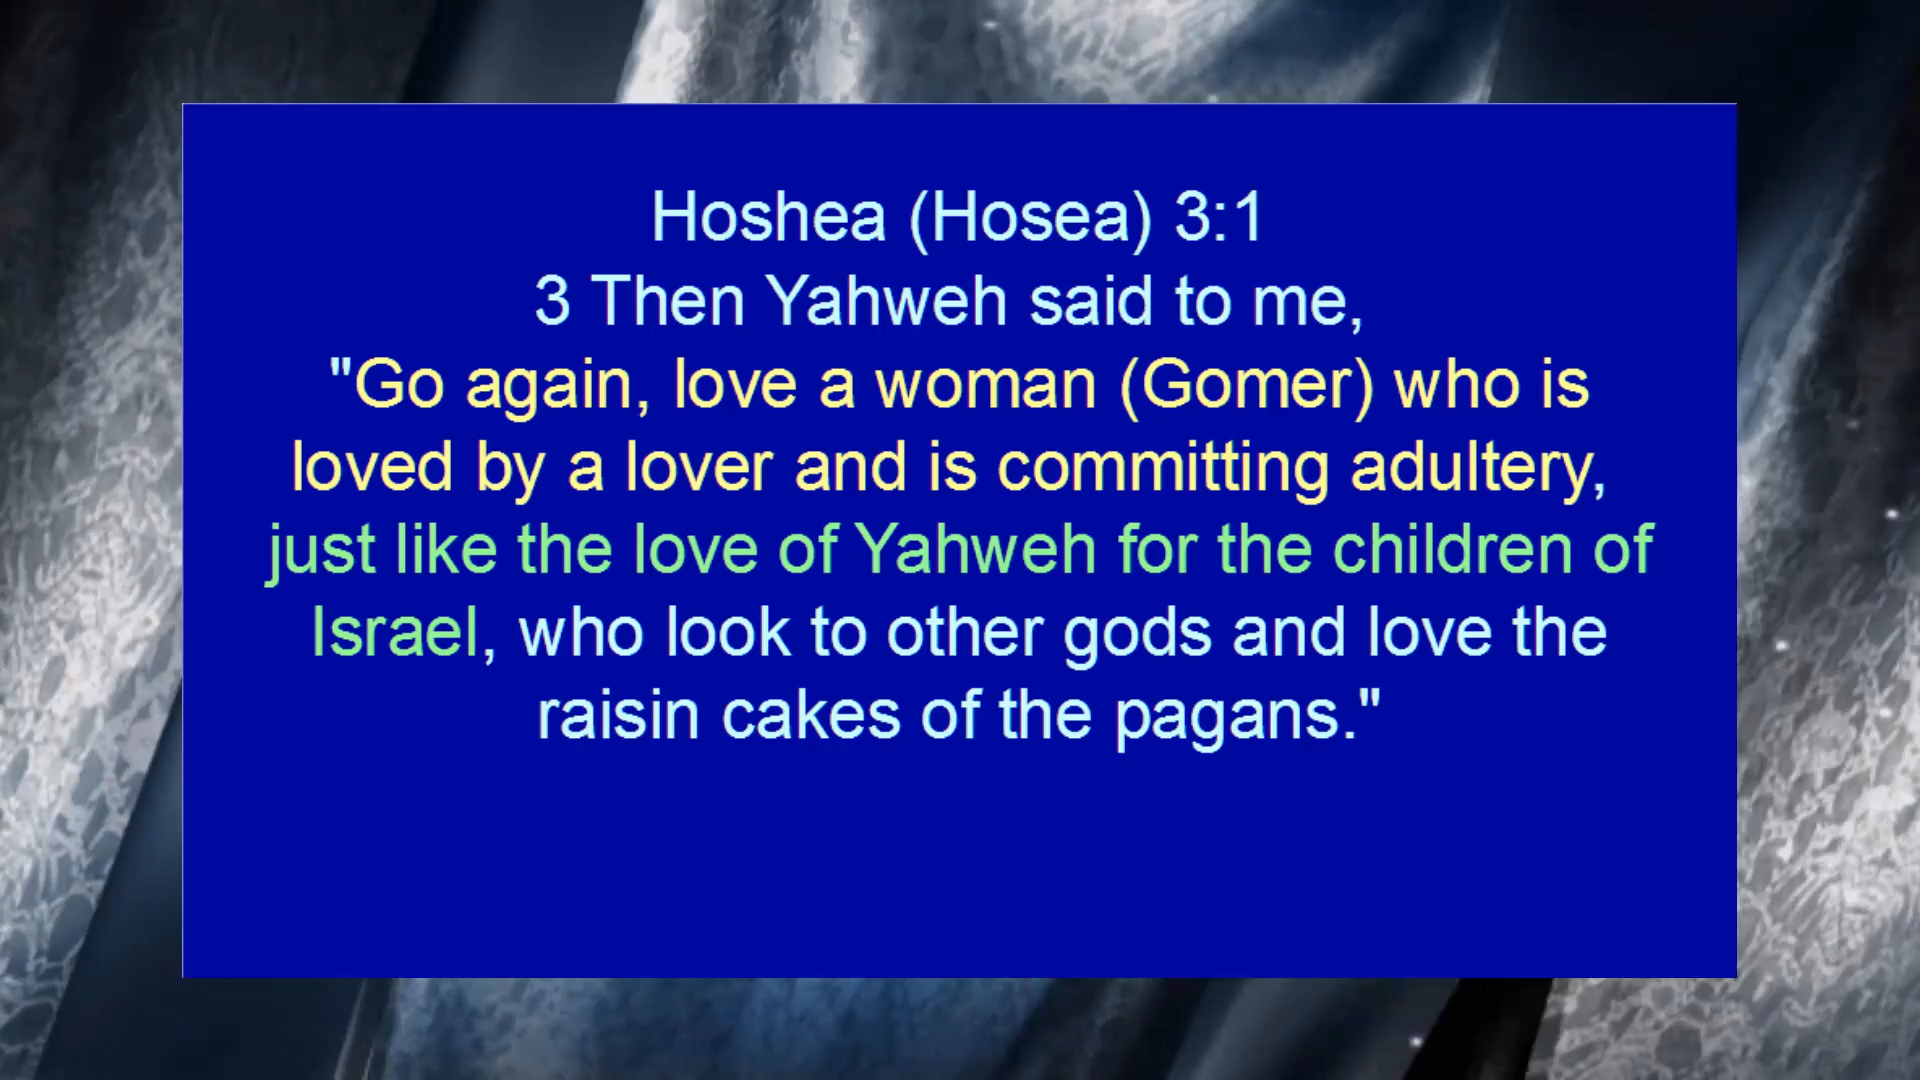 Hoshea (Hosea) 3:1
3 Then Yahweh said to me,
"Go again, love a woman (Gomer) who is
loved by a lover and is committing adultery,
just like the love of Yahweh for the children of
Israel, who look to other gods and love the
raisin cakes of the pagans."